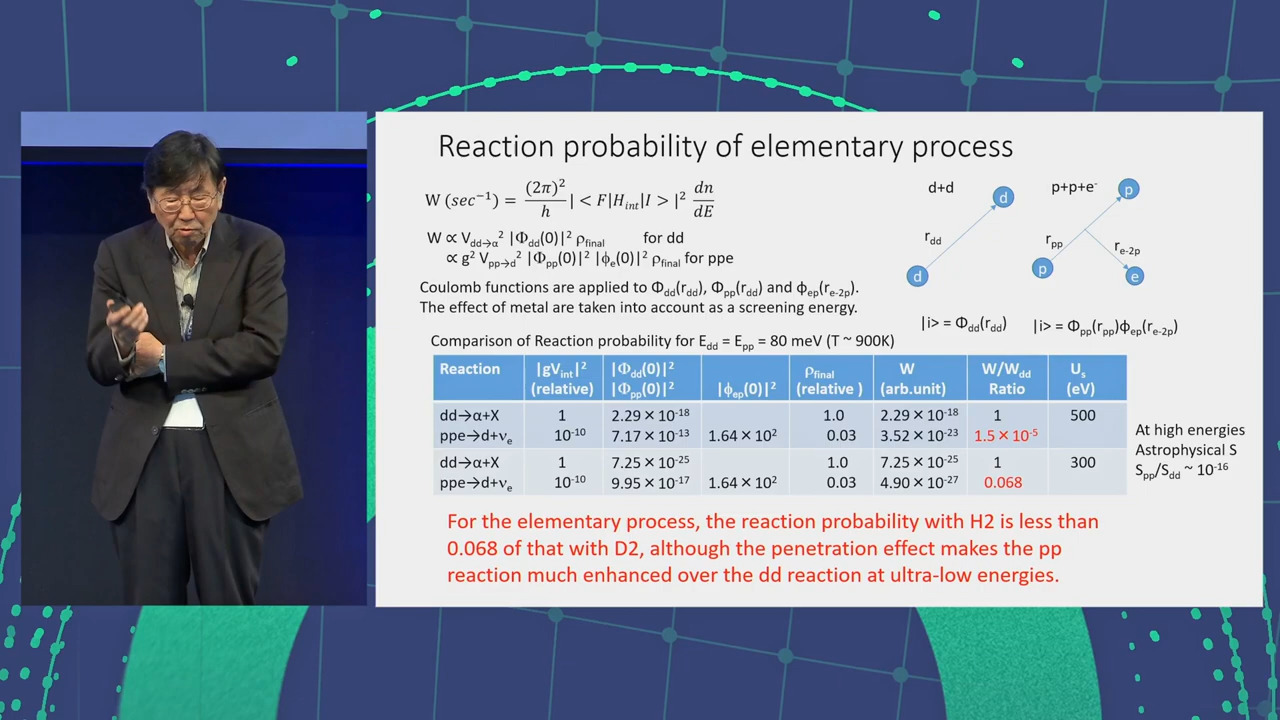 Reaction probability of elementary process
W (sec⁻¹) = (2π)²/h | < F|H_int|I > |² dn/dE
W ∝ V_dd→α² |Φ_dd(0)|² ρ_final for dd
∝ g² V_pp→d² |Φ_pp(0)|² |ϕ_e(0)|² ρ_final for ppe
Coulomb functions are applied to Φ_dd(r_dd), Φ_pp(r_dd) and ϕ_ep(r_e-2p).
The effect of metal are taken into account as a screening energy.
d+d
d
r_dd
d
|i> = Φ_dd(r_dd)
p+p+e⁻
p
r_pp
r_e-2p
p
e
|i> = Φ_pp(r_pp)ϕ_ep(r_e-2p)
Comparison of Reaction probability for E_dd = E_pp = 80 meV (T ~ 900K)
Reaction |gV_int|² (relative) |Φ_dd(0)|² |Φ_pp(0)|² |ϕ_ep(0)|² ρ_final (relative ) W (arb.unit) W/W_dd Ratio U_s (eV)
dd→α+X 1 2.29 × 10⁻¹⁸ 1.0 2.29 × 10⁻¹⁸ 1 500
ppe→d+ν_e 10⁻¹⁰ 7.17 × 10⁻¹³ 1.64 × 10² 0.03 3.52 × 10⁻²³ 1.5 × 10⁻⁵
dd→α+X 1 7.25 × 10⁻²⁵ 1.0 7.25 × 10⁻²⁵ 1 300
ppe→d+ν_e 10⁻¹⁰ 9.95 × 10⁻¹⁷ 1.64 × 10² 0.03 4.90 × 10⁻²⁷ 0.068
At high energies
Astrophysical S
S_pp/S_dd ~ 10⁻¹⁶
For the elementary process, the reaction probability with H2 is less than
0.068 of that with D2, although the penetration effect makes the pp
reaction much enhanced over the dd reaction at ultra-low energies.